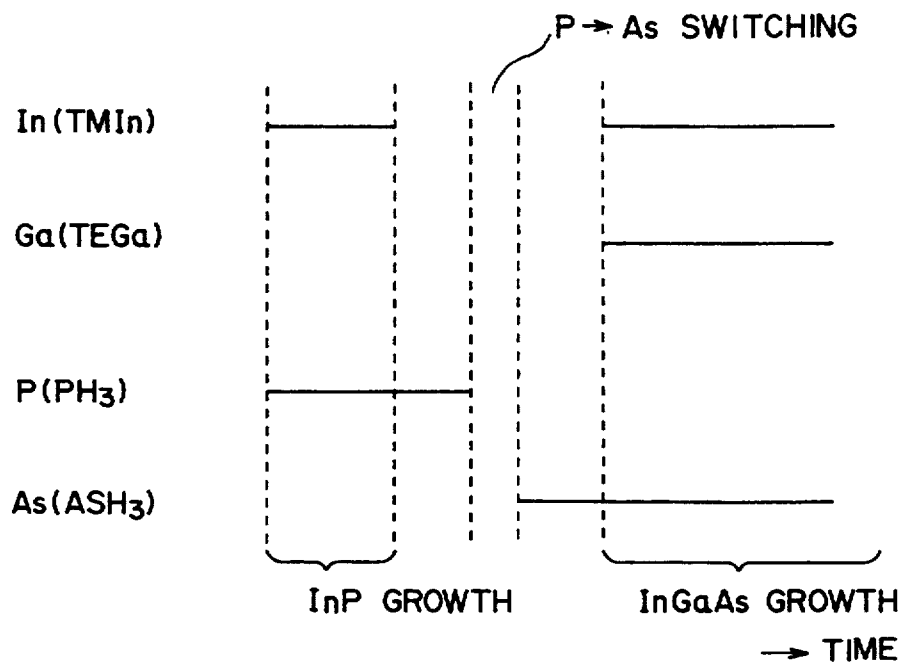 P → As SWITCHING
In(TMIn)
Ga(TEGa)
P(PH₃)
As(ASH₃)
InP GROWTH
InGaAs GROWTH
→ TIME